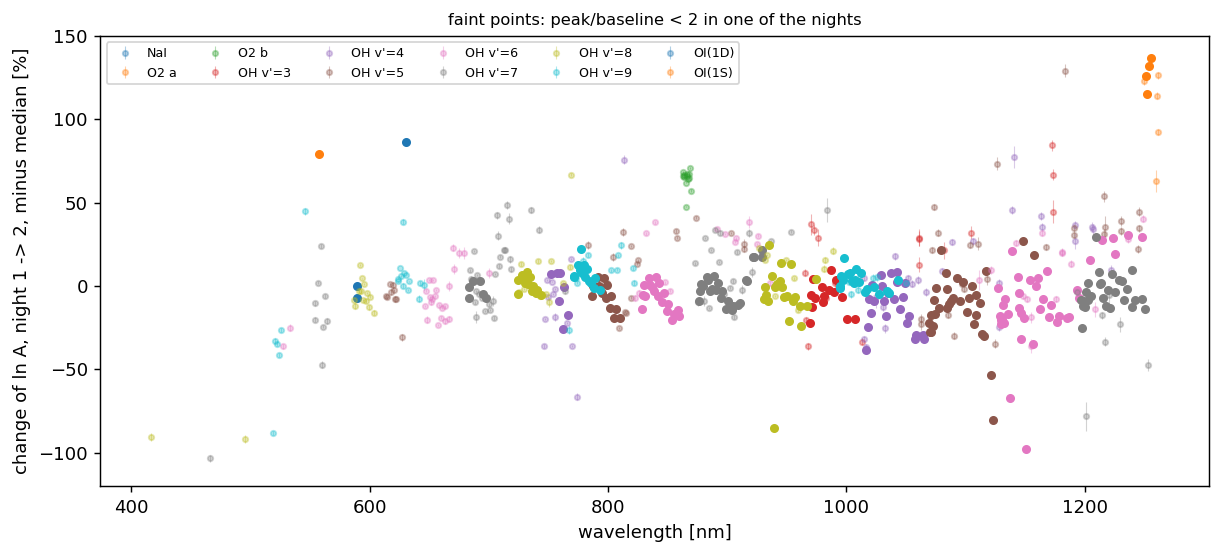 faint points: peak/baseline < 2 in one of the nights
NaI O2 b OH v'=4 OH v'=6 OH v'=8 OI(1D)
O2 a OH v'=3 OH v'=5 OH v'=7 OH v'=9 OI(1S)
change of ln A, night 1 -> 2, minus median [%]
150
100
50
0
−50
−100
400 600 800 1000 1200
wavelength [nm]